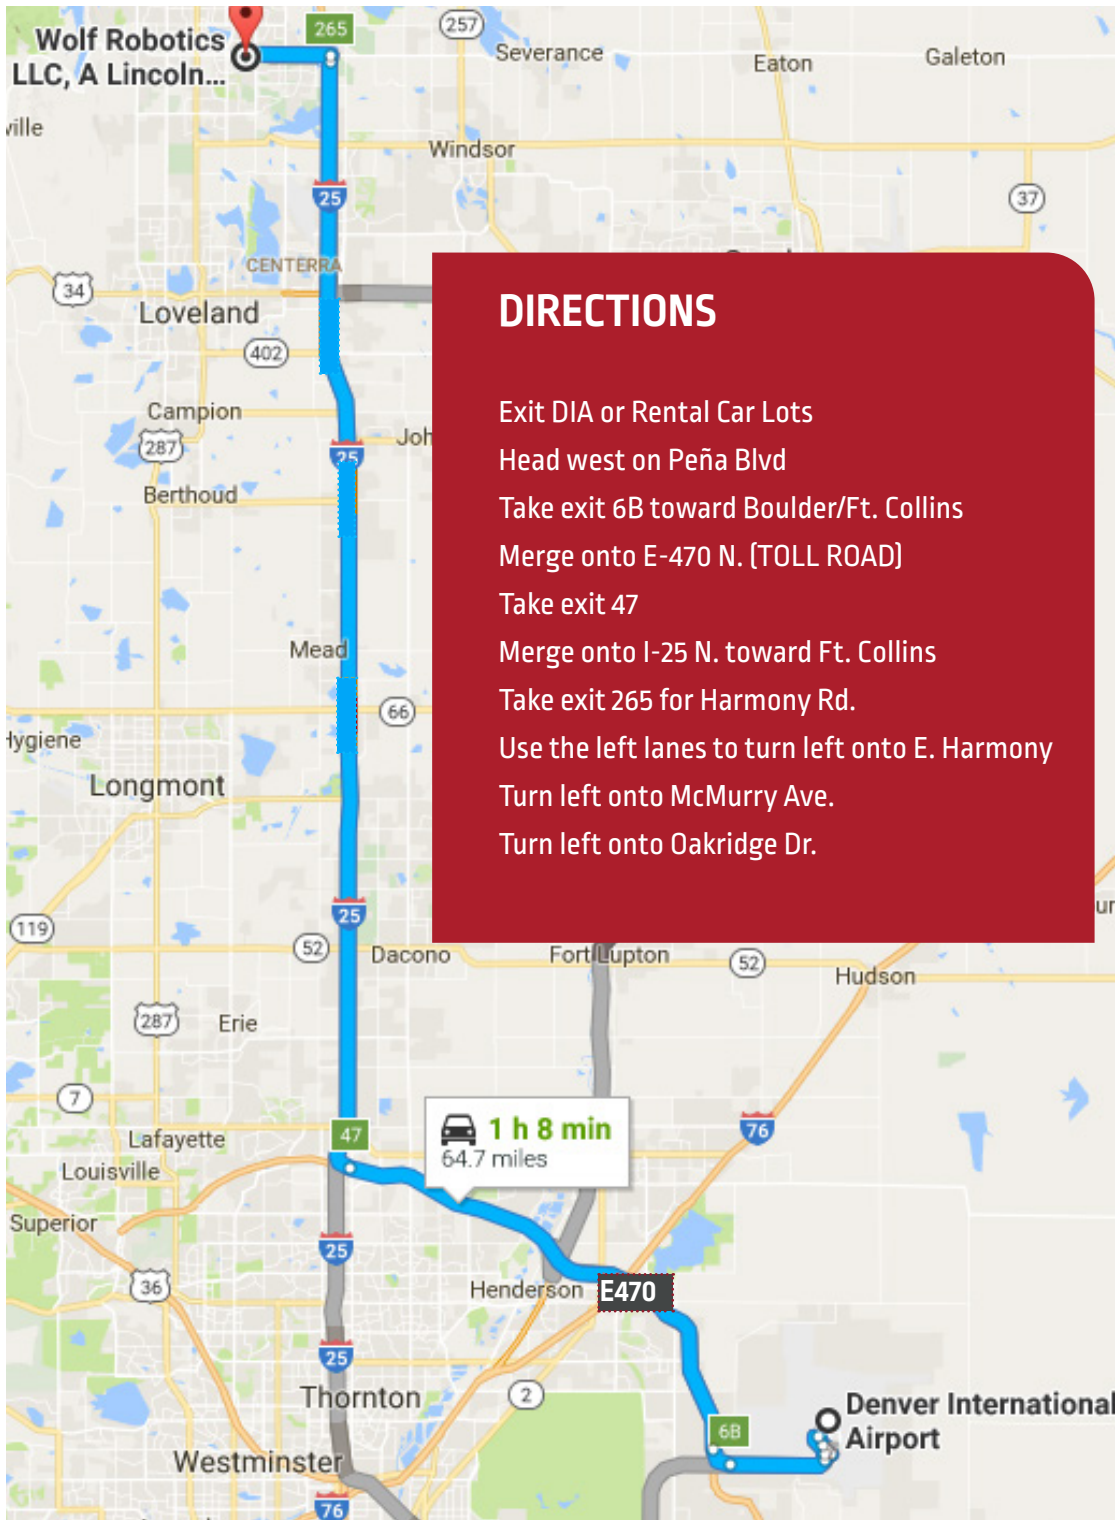 265
257
Wolf Robotics
LLC, A Lincoln...
Severance
Eaton
Galeton
ville
Windsor
25
37
CENTERRA
34
Loveland
402
Campion
287
25
Joh
Berthoud
DIRECTIONS
Exit DIA or Rental Car Lots
Head west on Peña Blvd
Take exit 6B toward Boulder/Ft. Collins
Merge onto E-470 N. (TOLL ROAD)
Take exit 47
Merge onto I-25 N. toward Ft. Collins
Take exit 265 for Harmony Rd.
Use the left lanes to turn left onto E. Harmony
Turn left onto McMurry Ave.
Turn left onto Oakridge Dr.
Mead
66
Hygiene
Longmont
25
119
52
Dacono
Fort Lupton
52
Hudson
ur
287
Erie
7
47
Lafayette
1 h 8 min
64.7 miles
76
Louisville
Superior
25
36
Henderson
E470
25
Thornton
2
Denver International
Airport
6B
Westminster
76